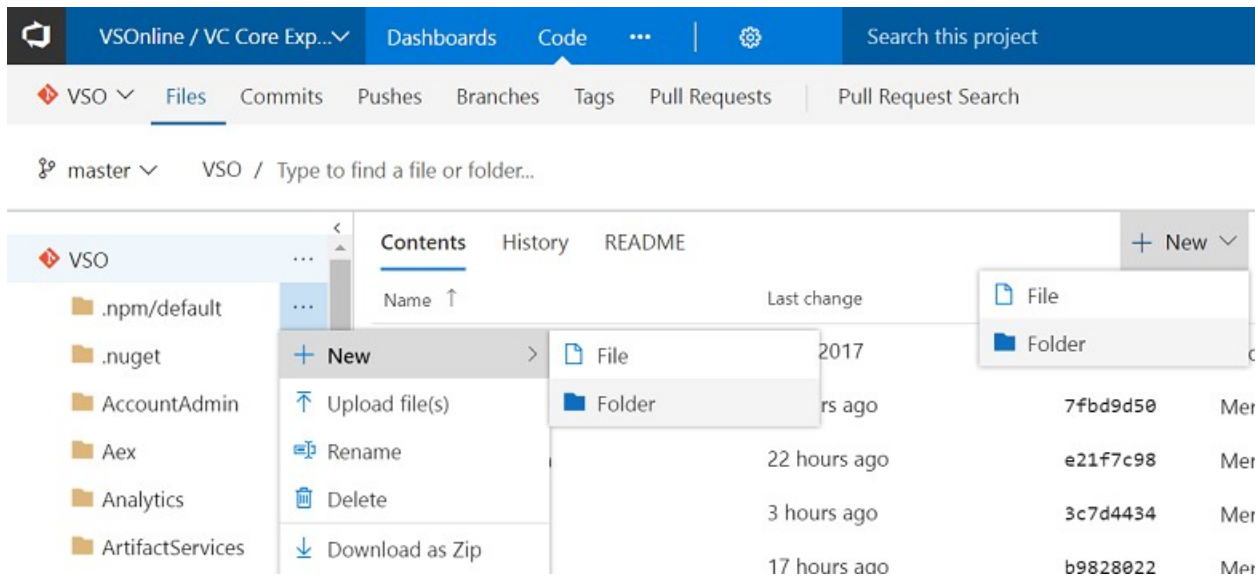 VSOnline / VC Core Exp... Dashboards Code ... Search this project
VSO Files Commits Pushes Branches Tags Pull Requests Pull Request Search
master VSO / Type to find a file or folder...
VSO ... Contents History README + New
.npm/default ... Name ↑ Last change File
.nuget + New > File 2017 Folder
AccountAdmin Upload file(s) Folder rs ago 7fbd9d50 Mer
Aex Rename 22 hours ago e21f7c98 Mer
Analytics Delete 3 hours ago 3c7d4434 Mer
ArtifactServices Download as Zip 17 hours ago b9828022 Mer